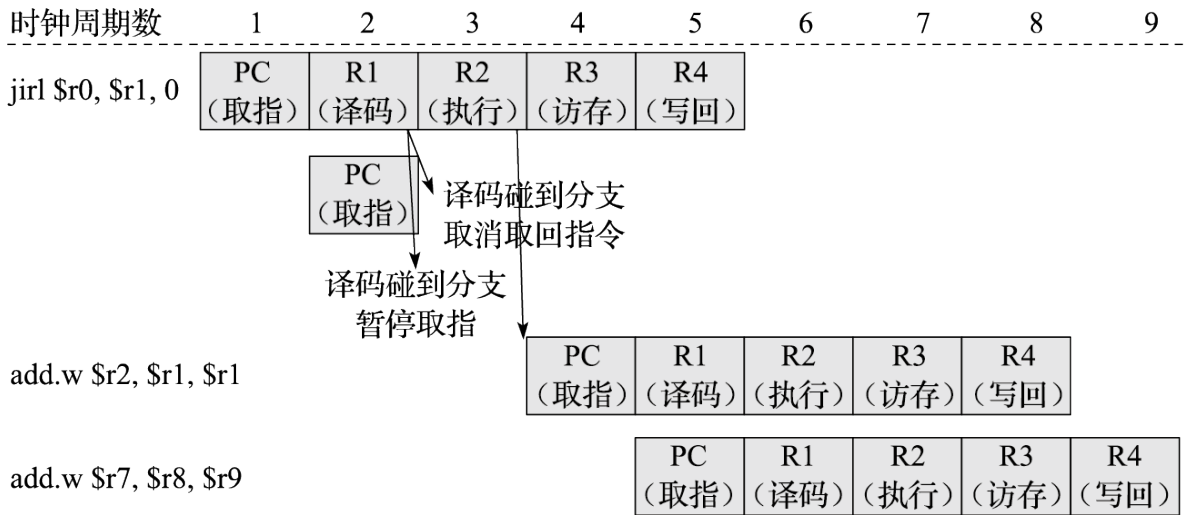 时钟周期数 1 2 3 4 5 6 7 8 9
jirl $r0, $r1, 0
PC
（取指）
R1
（译码）
R2
（执行）
R3
（访存）
R4
（写回）
PC
（取指）
译码碰到分支
取消取回指令
译码碰到分支
暂停取指
add.w $r2, $r1, $r1
PC
（取指）
R1
（译码）
R2
（执行）
R3
（访存）
R4
（写回）
add.w $r7, $r8, $r9
PC
（取指）
R1
（译码）
R2
（执行）
R3
（访存）
R4
（写回）